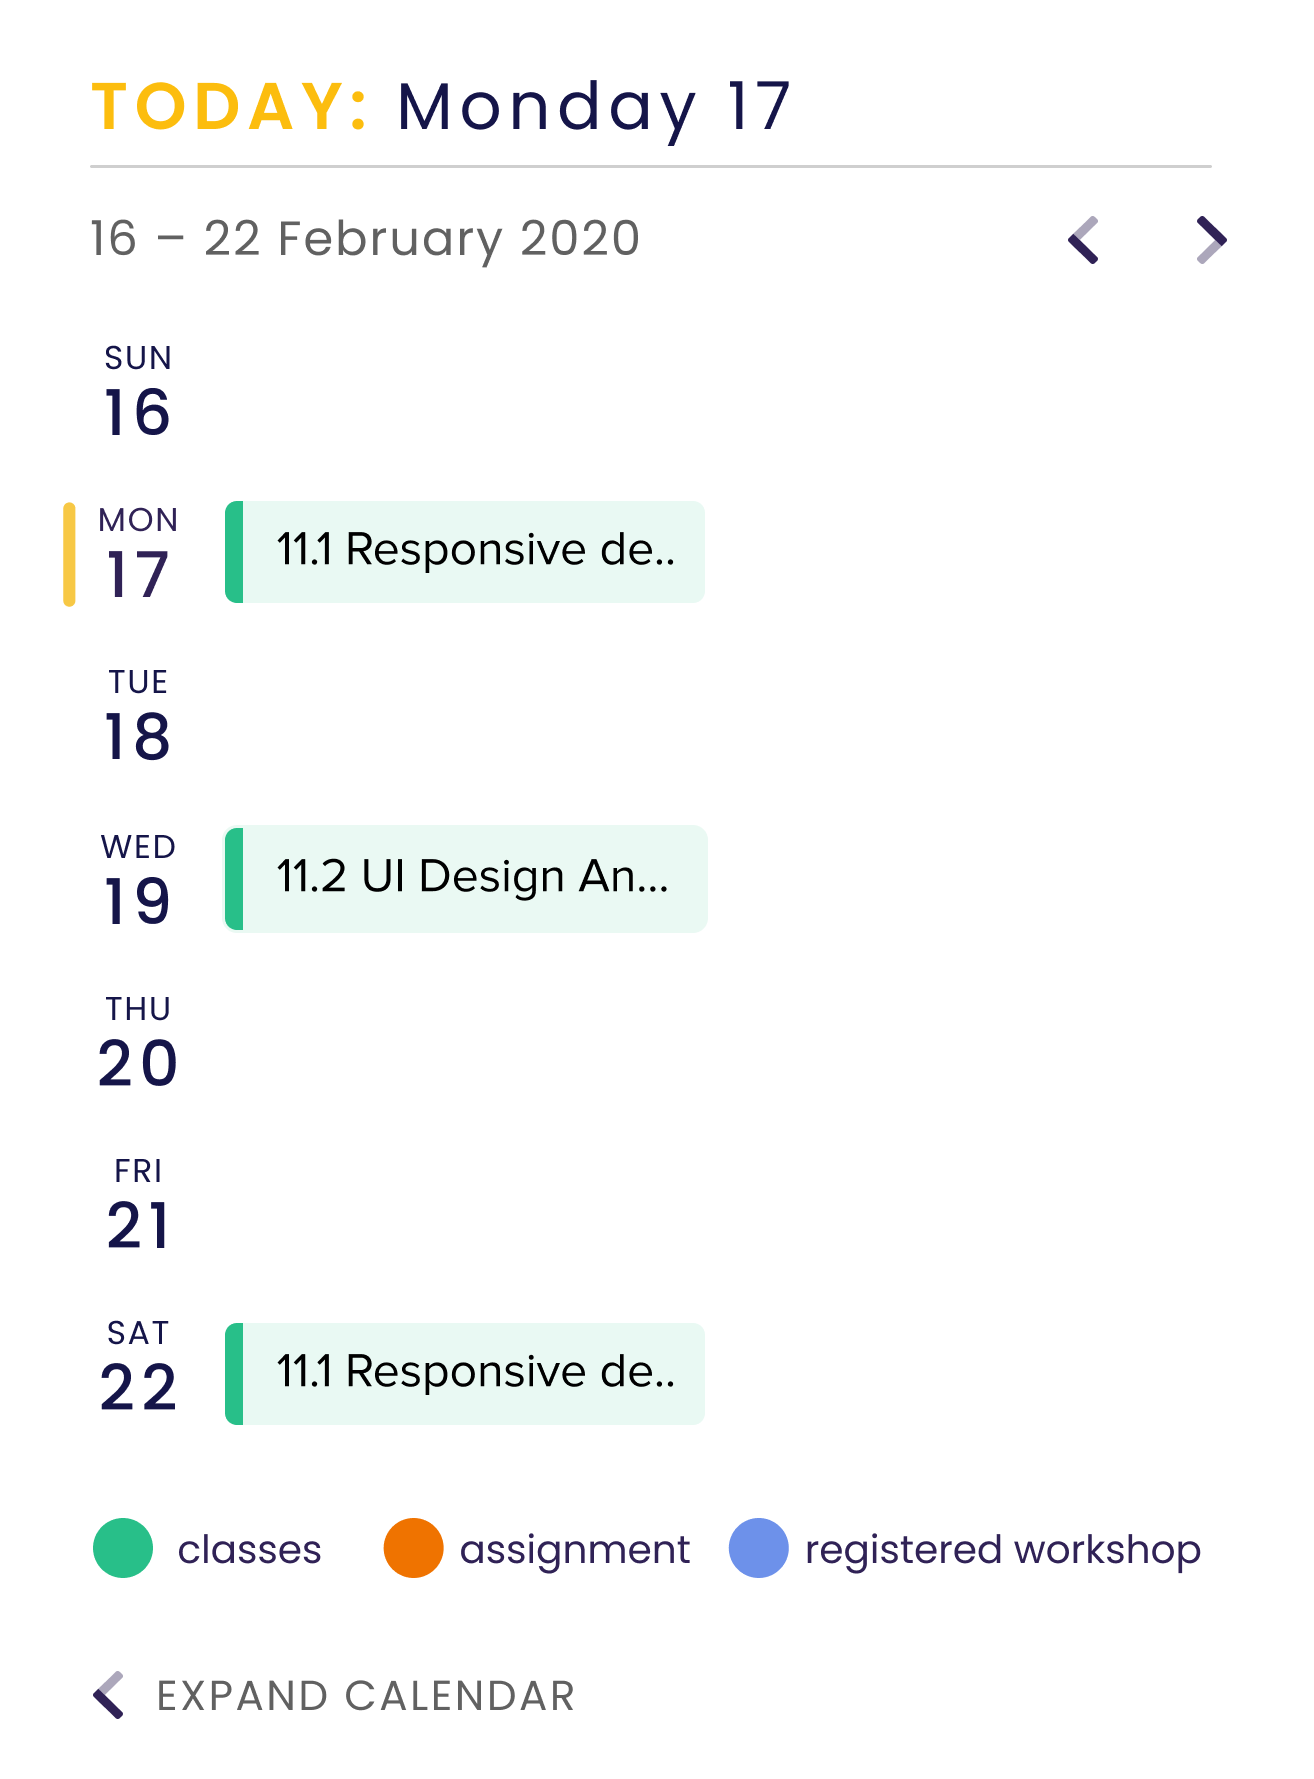 TODAY: Monday 17
16 – 22 February 2020
SUN
16
MON
17
11.1 Responsive de..
TUE
18
WED
19
11.2 UI Design An...
THU
20
FRI
21
SAT
22
11.1 Responsive de..
classes
assignment
registered workshop
EXPAND CALENDAR